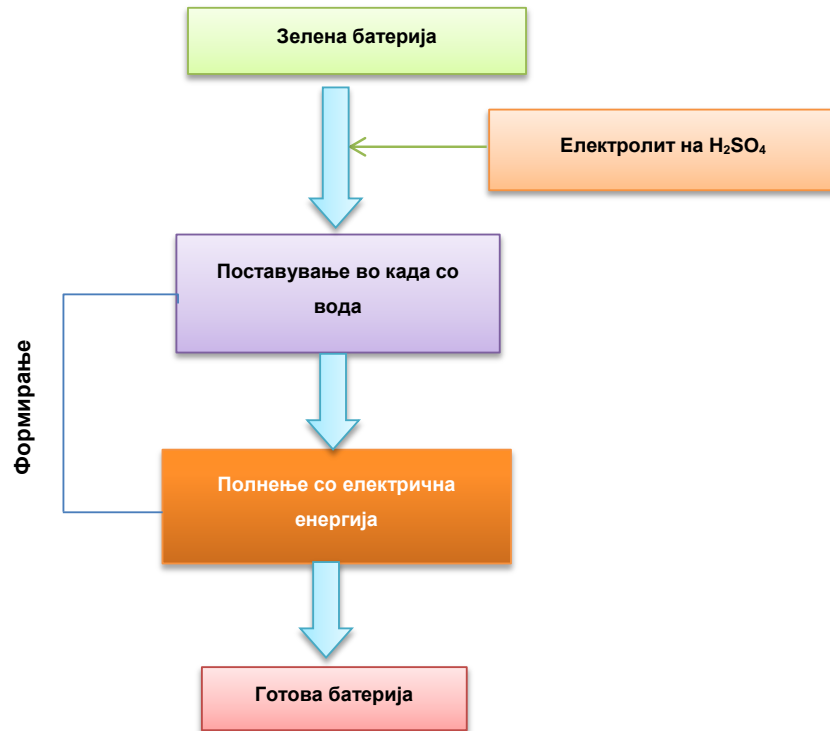 Зелена батерија
Електролит на H₂SO₄
Поставување во када со
вода
Формирање
Полнење со електрична
енергија
Готова батерија